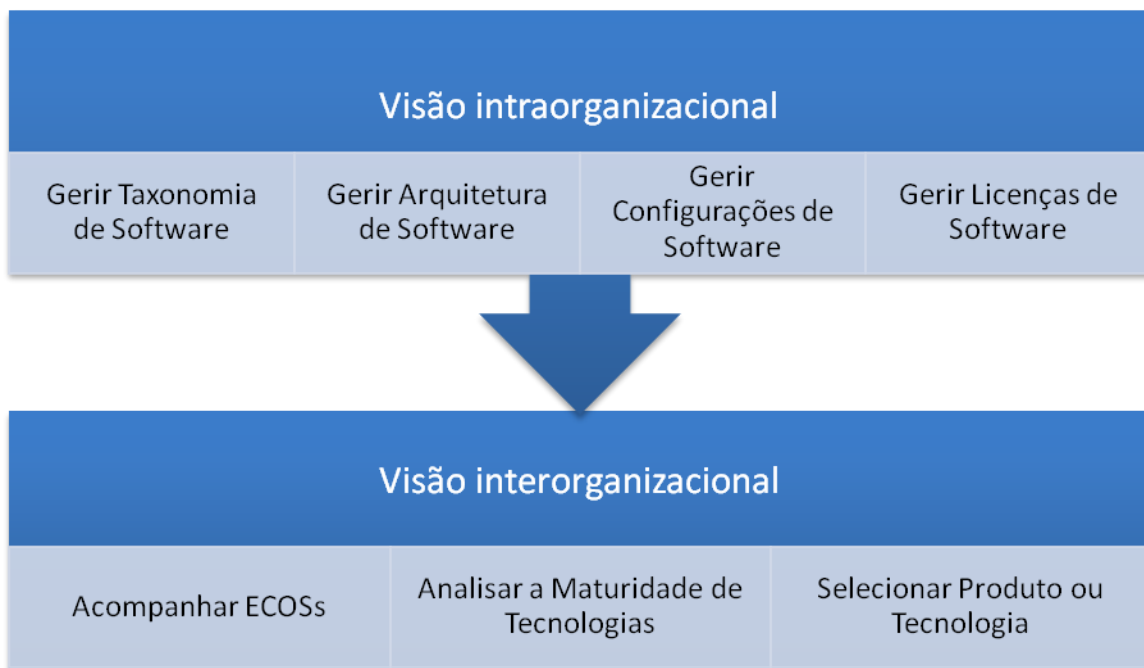 Visão intraorganizacional
Gerir Taxonomia
de Software
Gerir Arquitetura
de Software
Gerir
Configurações de
Software
Gerir Licenças de
Software
Visão interorganizacional
Acompanhar ECOSs
Analisar a Maturidade de
Tecnologias
Selecionar Produto ou
Tecnologia